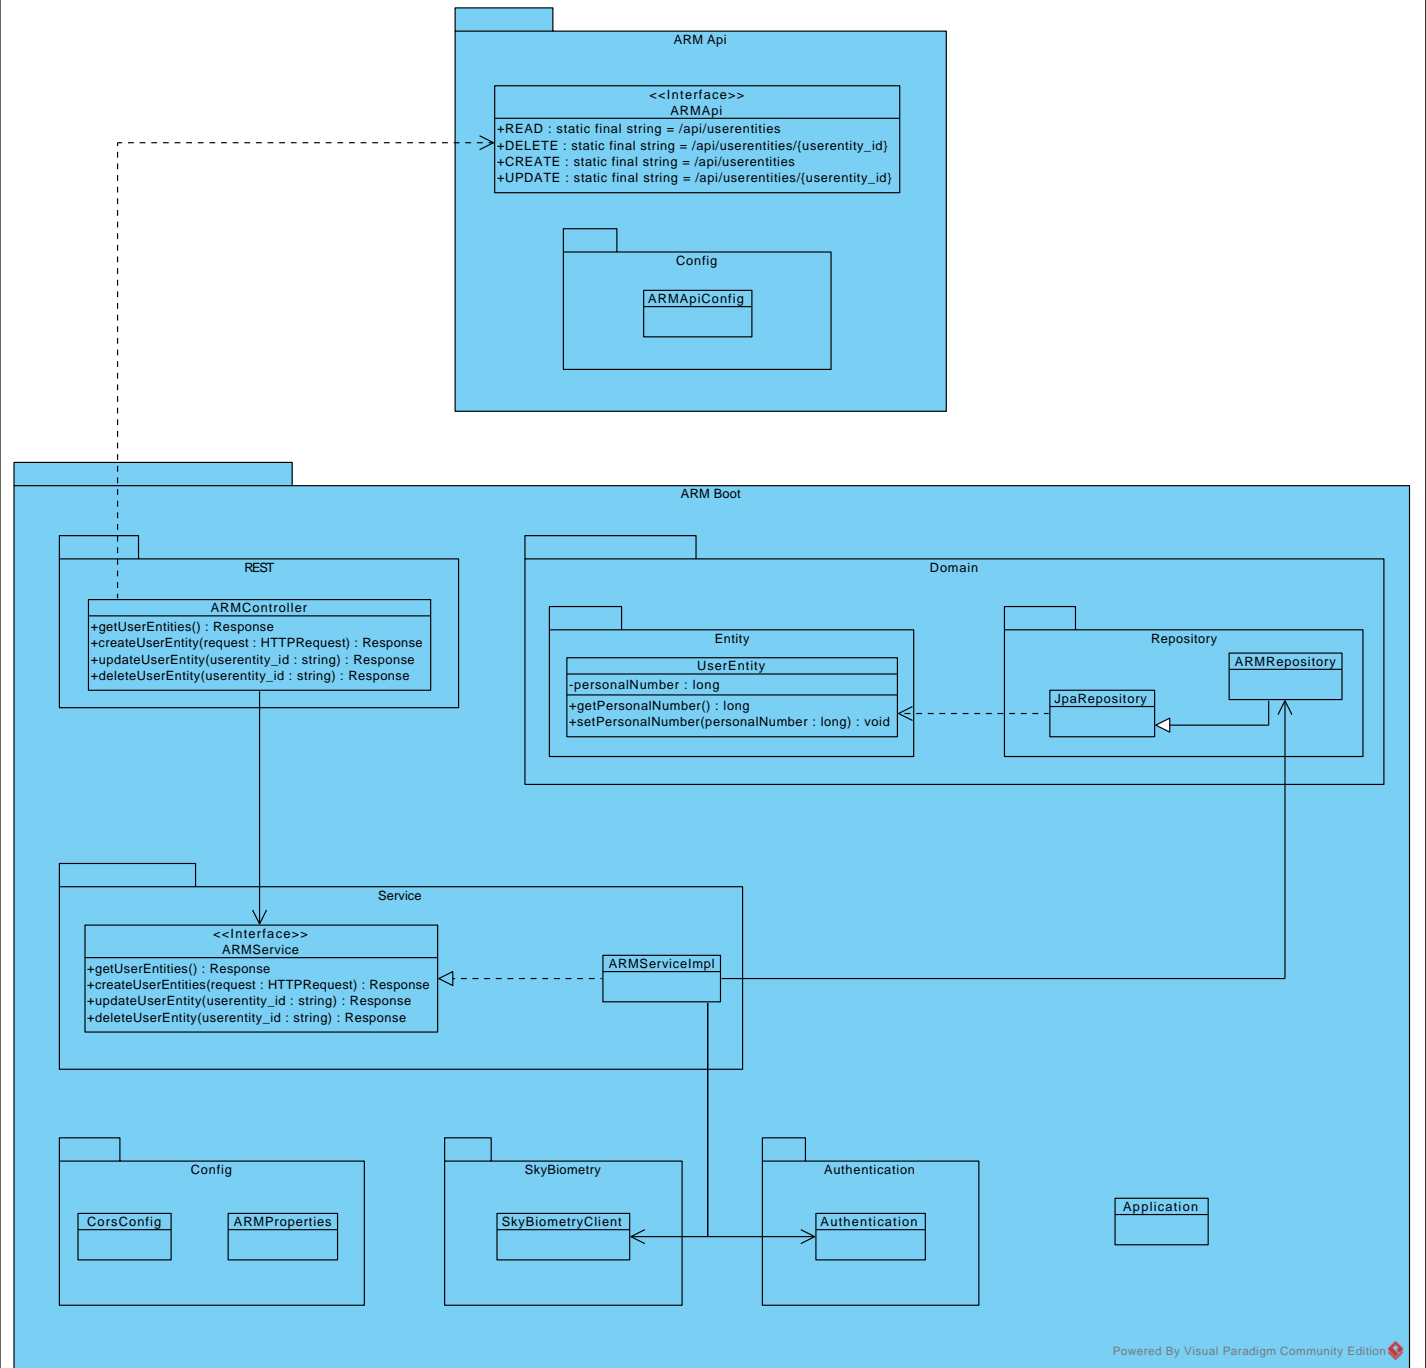 ARM Api
<<Interface>>
ARMApi
+READ : static final string = /api/userentities
+DELETE : static final string = /api/userentities/{userentity_id}
+CREATE : static final string = /api/userentities
+UPDATE : static final string = /api/userentities/{userentity_id}
Config
ARMApiConfig
ARM Boot
REST
ARMController
+getUserEntities() : Response
+createUserEntity(request : HTTPRequest) : Response
+updateUserEntity(userentity_id : string) : Response
+deleteUserEntity(userentity_id : string) : Response
Domain
Entity
UserEntity
-personalNumber : long
+getPersonalNumber() : long
+setPersonalNumber(personalNumber : long) : void
Repository
ARMRepository
JpaRepository
Service
<<Interface>>
ARMService
+getUserEntities() : Response
+createUserEntities(request : HTTPRequest) : Response
+updateUserEntity(userentity_id : string) : Response
+deleteUserEntity(userentity_id : string) : Response
ARMServiceImpl
Config
CorsConfig
ARMProperties
SkyBiometry
SkyBiometryClient
Authentication
Authentication
Application
Powered By Visual Paradigm Community Edition